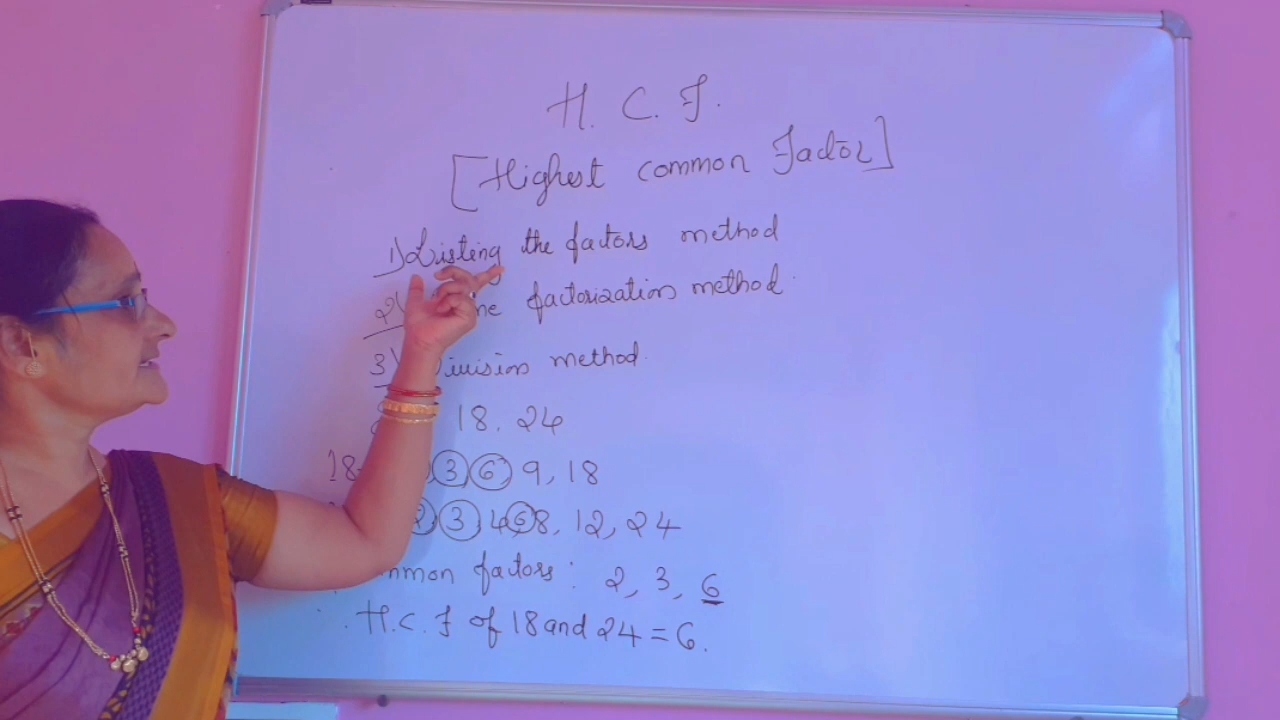 H. C. F.
[Highest common Factor]
1) Listing the factors method
2) factorization method
3) Division method.
18, 24
18 3 6 9, 18
2 3 4 6 8, 12, 24
common factors: 2, 3, 6
∴ H.C.F of 18 and 24 = 6.